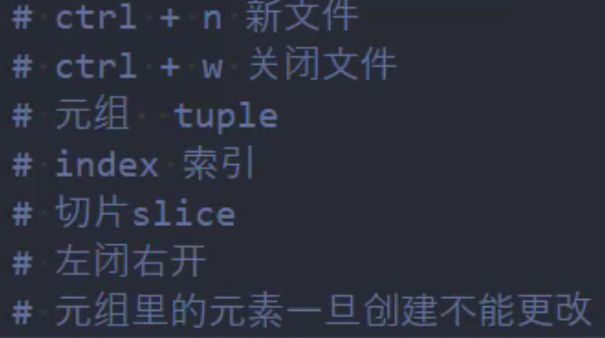 # ctrl + n 新文件
# ctrl + w 关闭文件
# 元组  tuple
# index 索引
# 切片slice
# 左闭右开
# 元组里的元素一旦创建不能更改